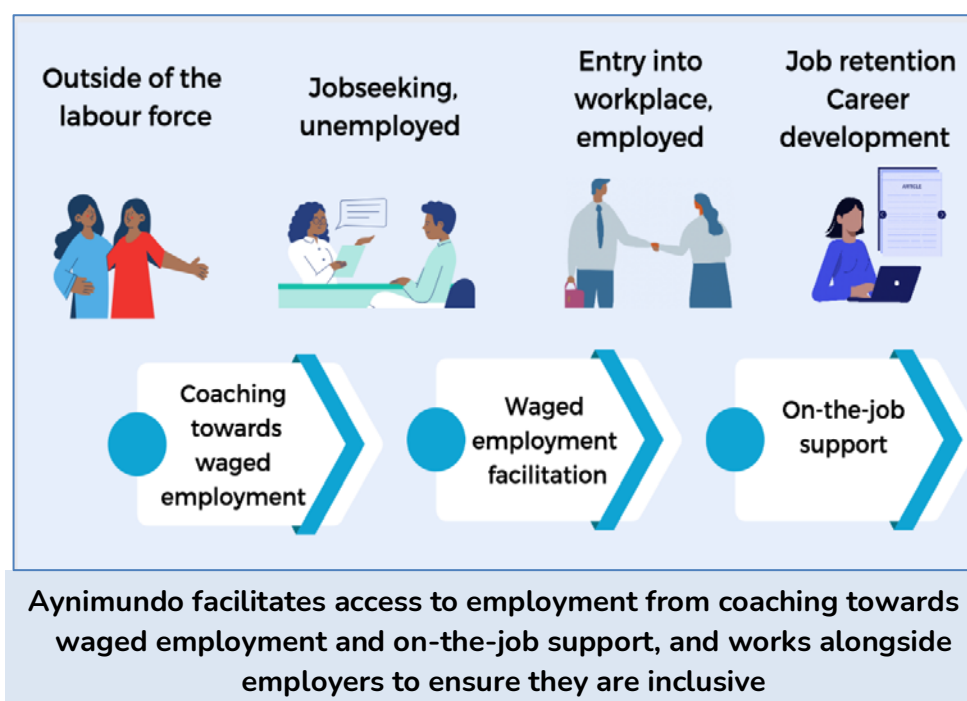 Outside of the
labour force
Jobseeking,
unemployed
Entry into
workplace,
employed
Job retention
Career
development
ARTICLE
Coaching
towards
waged
employment
Waged
employment
facilitation
On-the-job
support
Aynimundo facilitates access to employment from coaching towards
waged employment and on-the-job support, and works alongside
employers to ensure they are inclusive